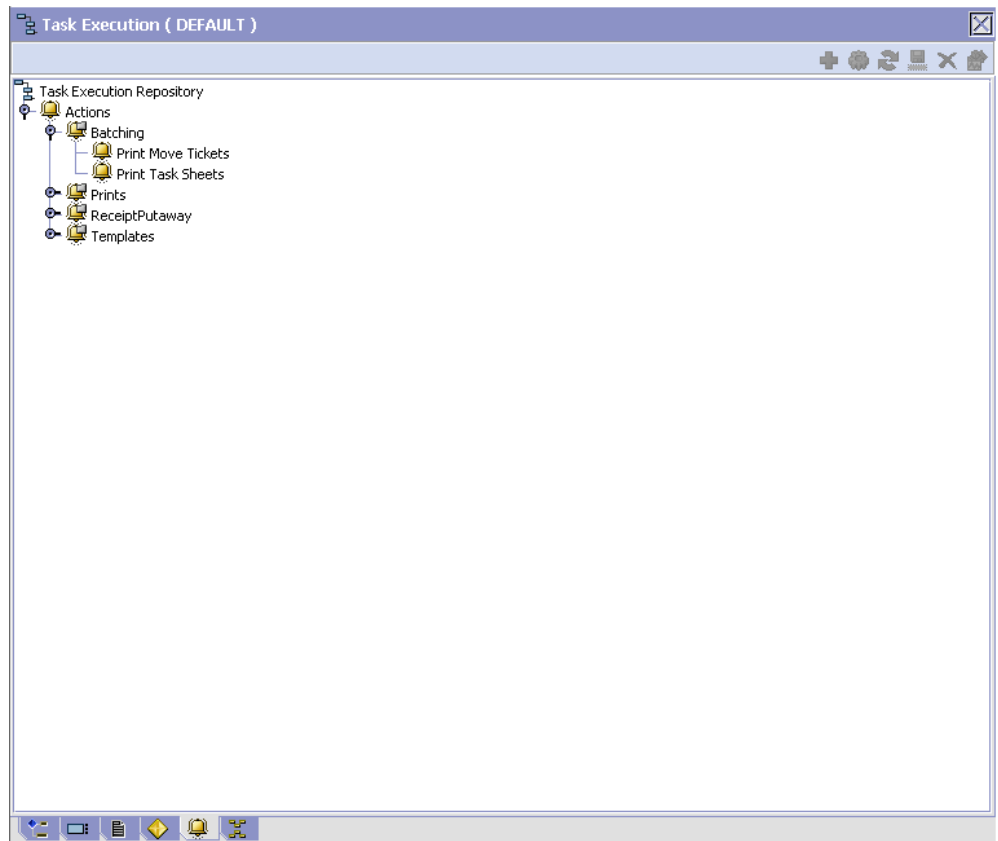 Task Execution ( DEFAULT )
Task Execution Repository
Actions
Batching
Print Move Tickets
Print Task Sheets
Prints
ReceiptPutaway
Templates